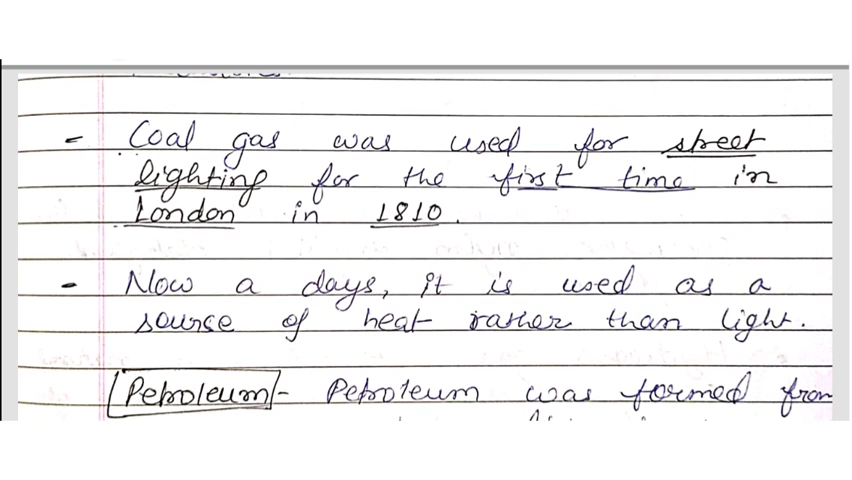 - Coal gas was used for street
lighting for the first time in
London in 1810.
- Now a days, it is used as a
source of heat rather than light.
Petroleum - Petroleum was formed from